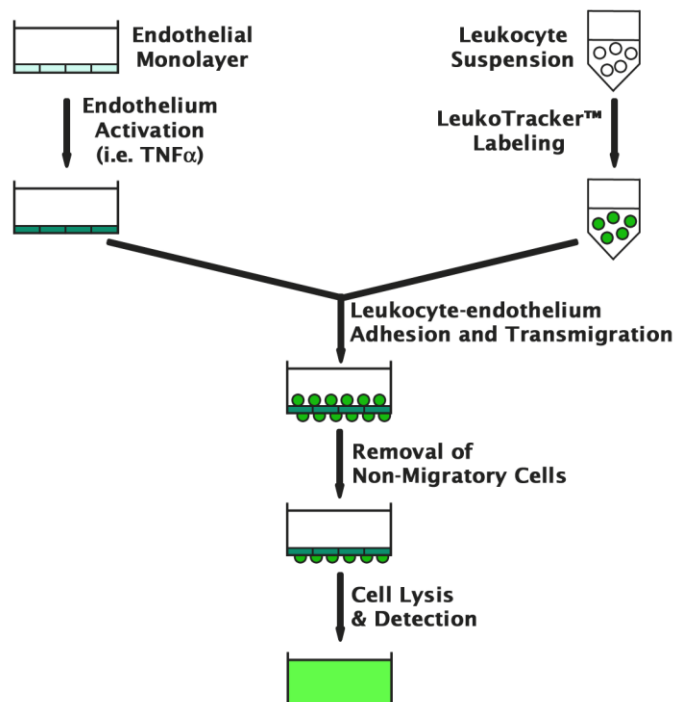 Endothelial
Monolayer
Leukocyte
Suspension
Endothelium
Activation
(i.e. TNFα)
LeukoTracker™
Labeling
Leukocyte-endothelium
Adhesion and Transmigration
Removal of
Non-Migratory Cells
Cell Lysis
& Detection